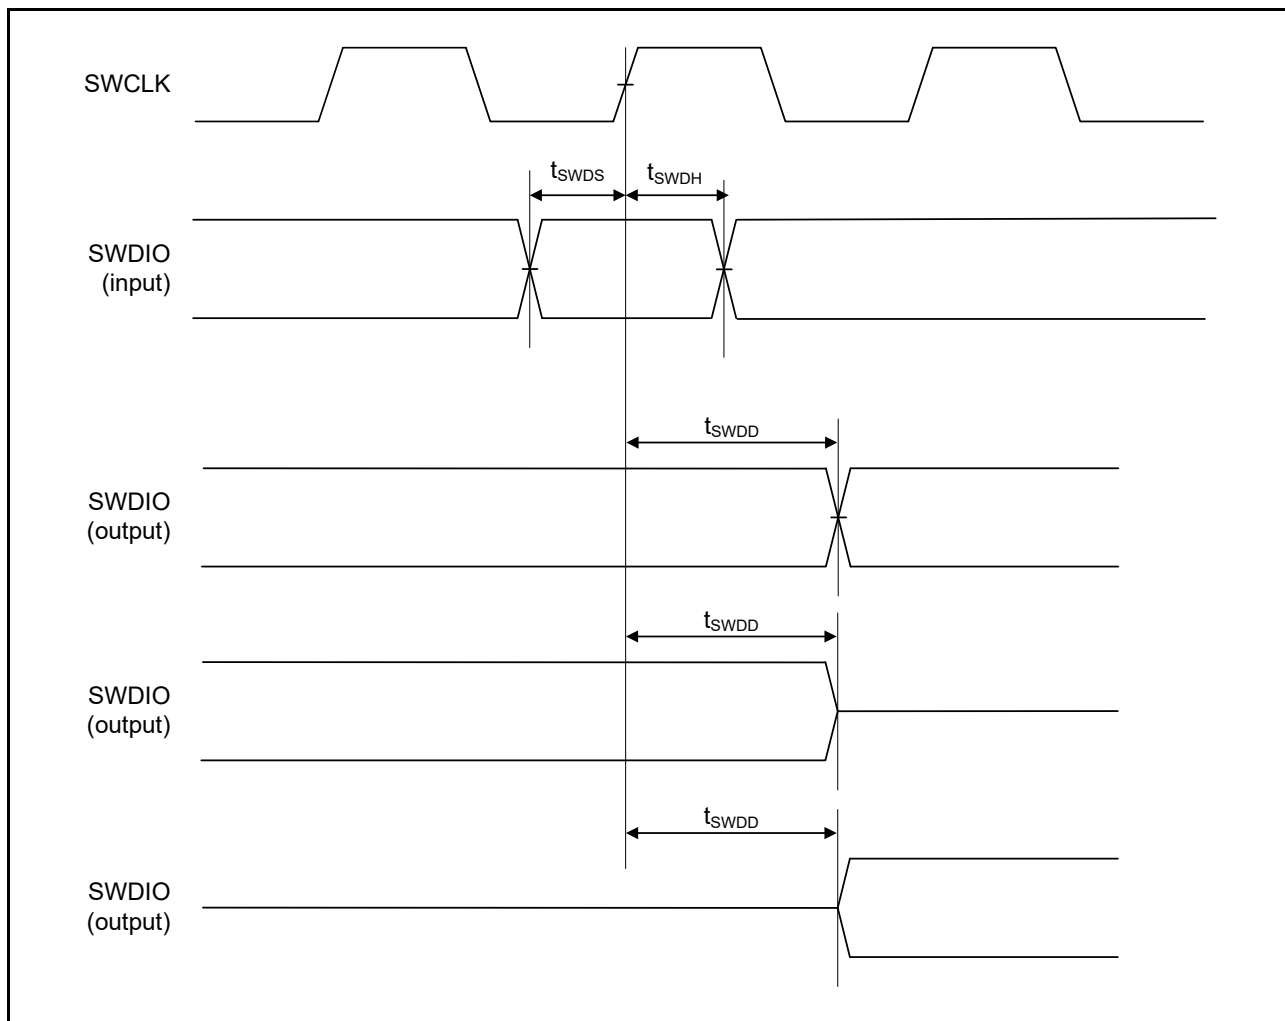 SWCLK
tSWDS
tSWDH
SWDIO
(input)
tSWDD
SWDIO
(output)
tSWDD
SWDIO
(output)
tSWDD
SWDIO
(output)